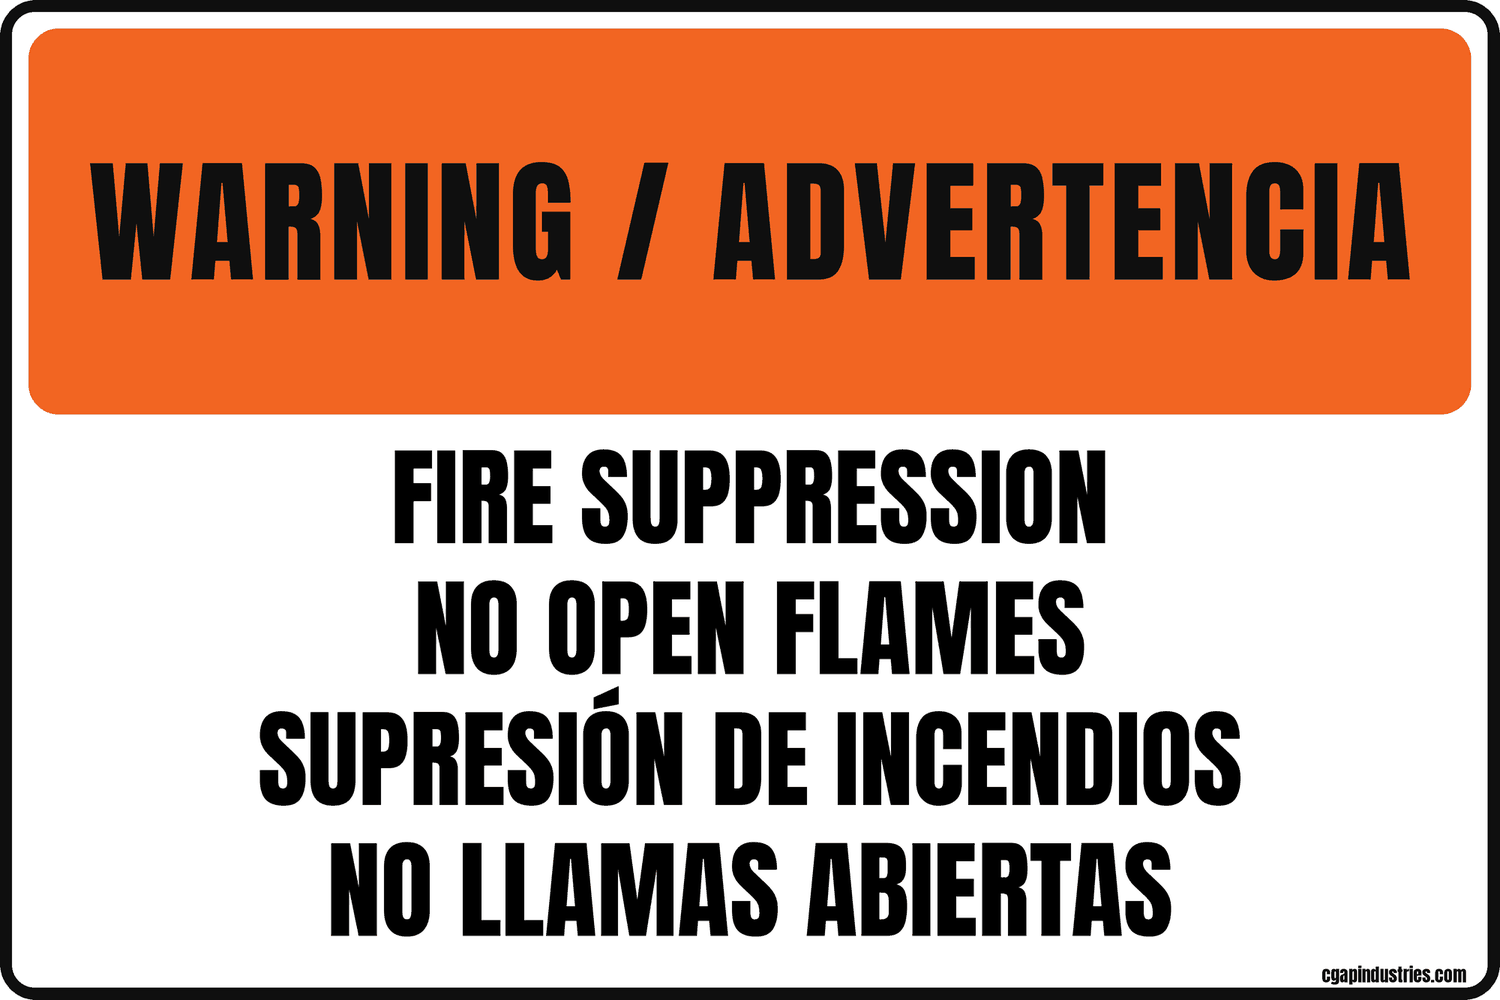 WARNING / ADVERTENCIA
FIRE SUPPRESSION
NO OPEN FLAMES
SUPRESIÓN DE INCENDIOS
NO LLAMAS ABIERTAS
cgapindustries.com